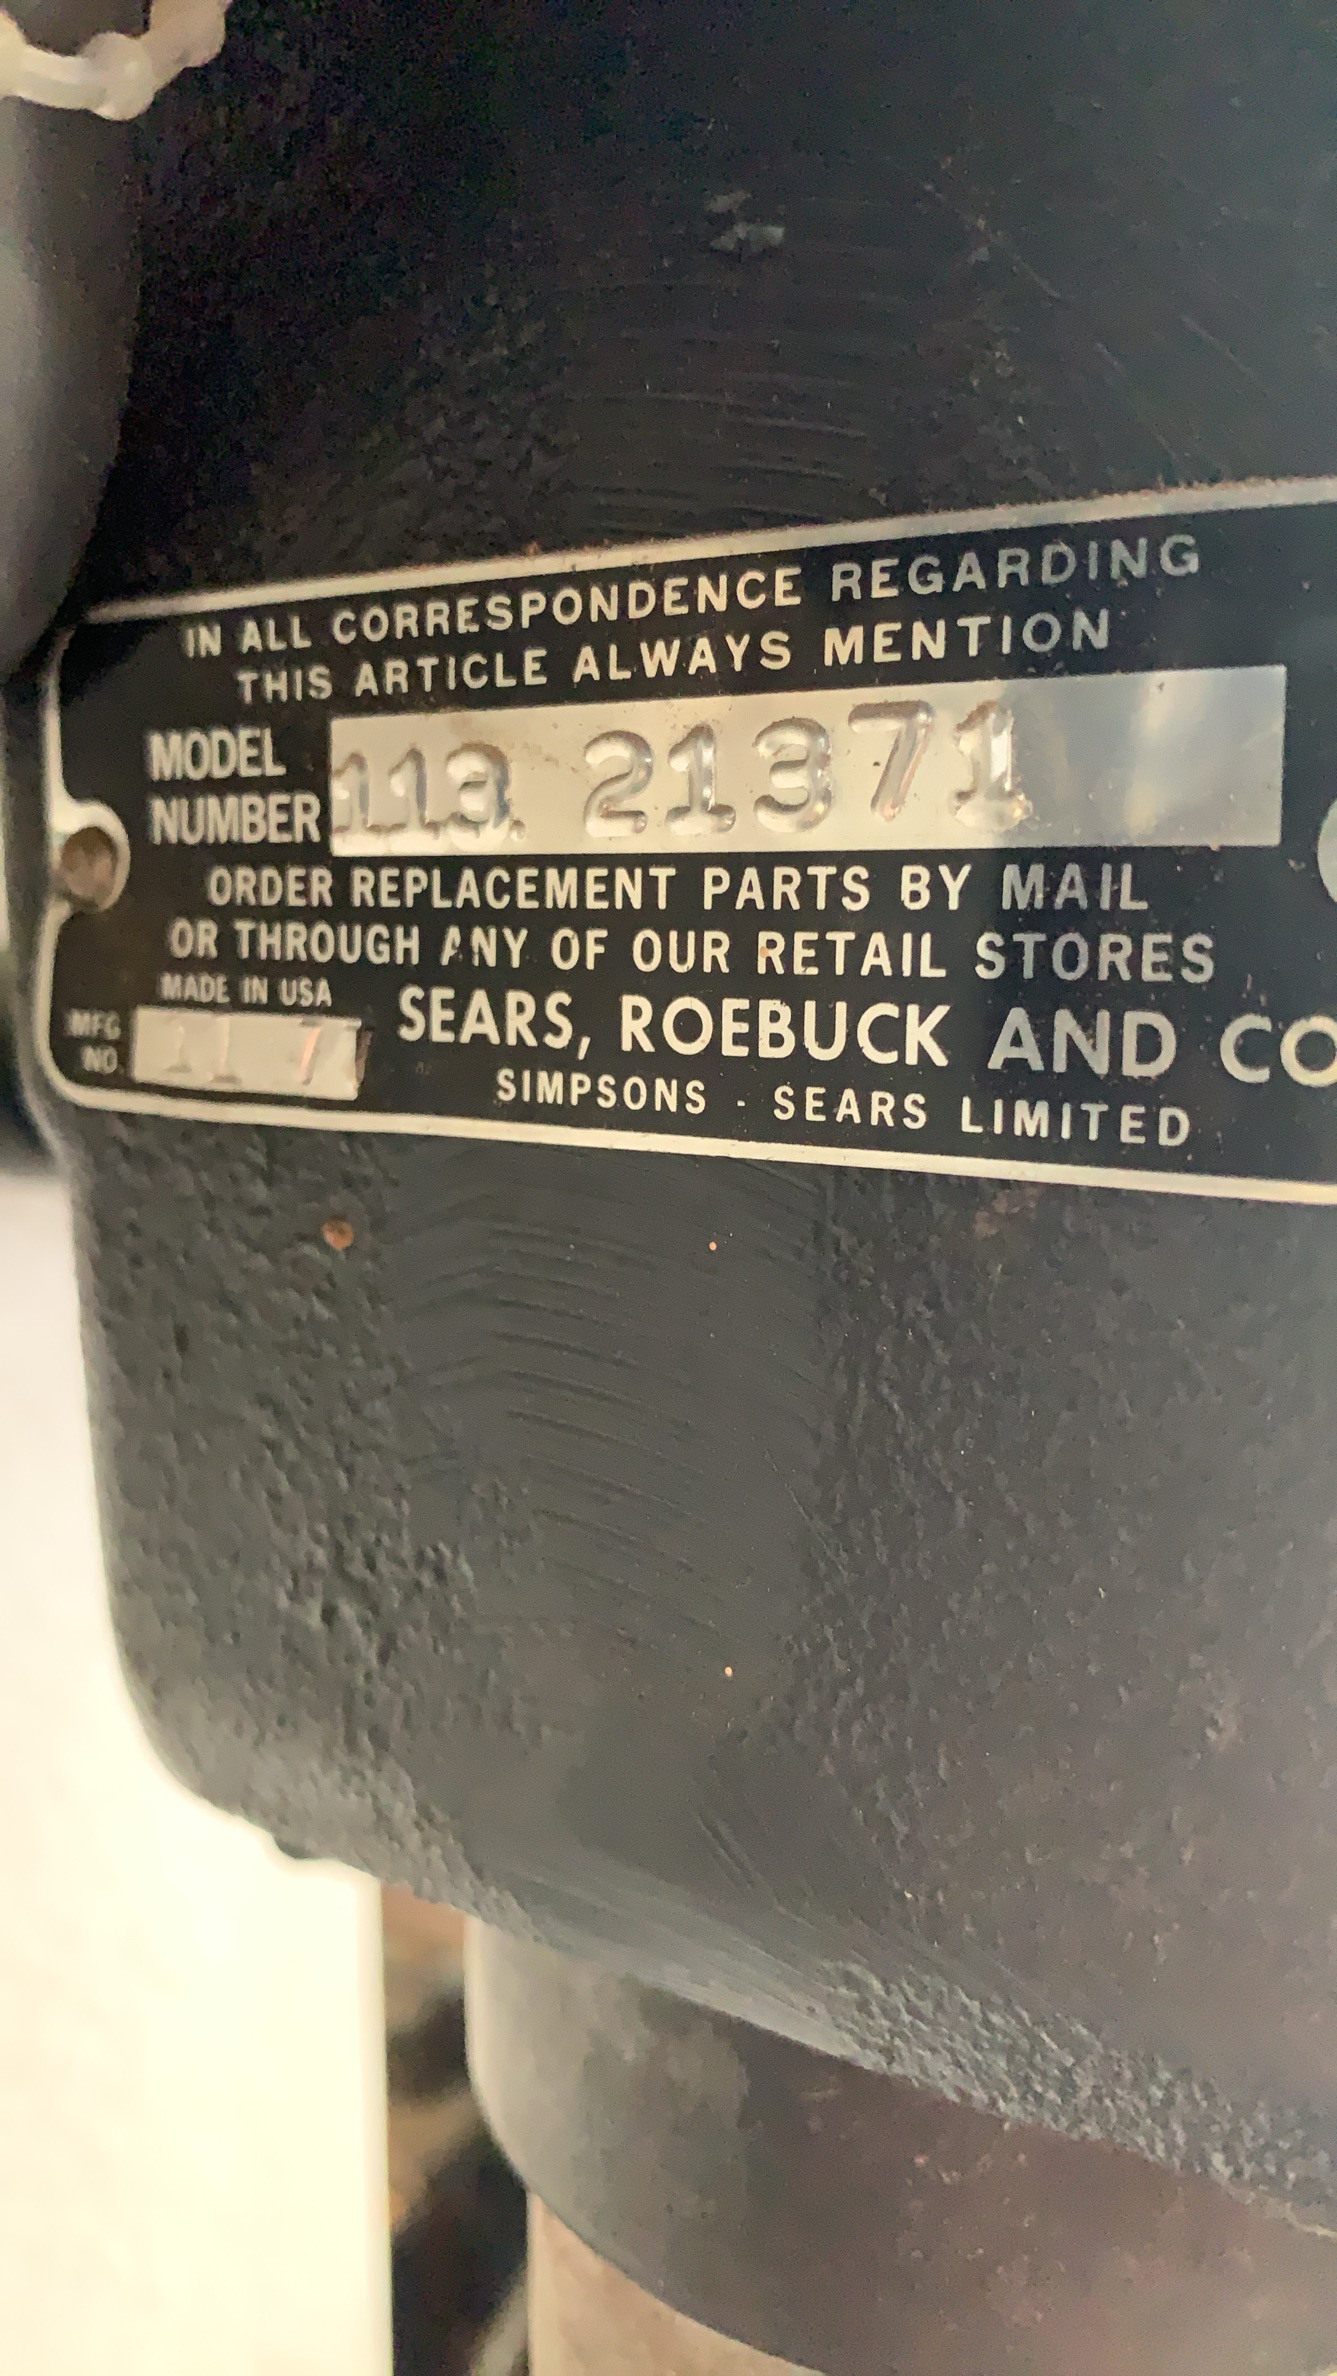 IN ALL CORRESPONDENCE REGARDING
THIS ARTICLE ALWAYS MENTION
MODEL
NUMBER 113. 21371
ORDER REPLACEMENT PARTS BY MAIL
OR THROUGH ANY OF OUR RETAIL STORES
MADE IN USA
MFG
NO.
SEARS, ROEBUCK AND CO
SIMPSONS - SEARS LIMITED